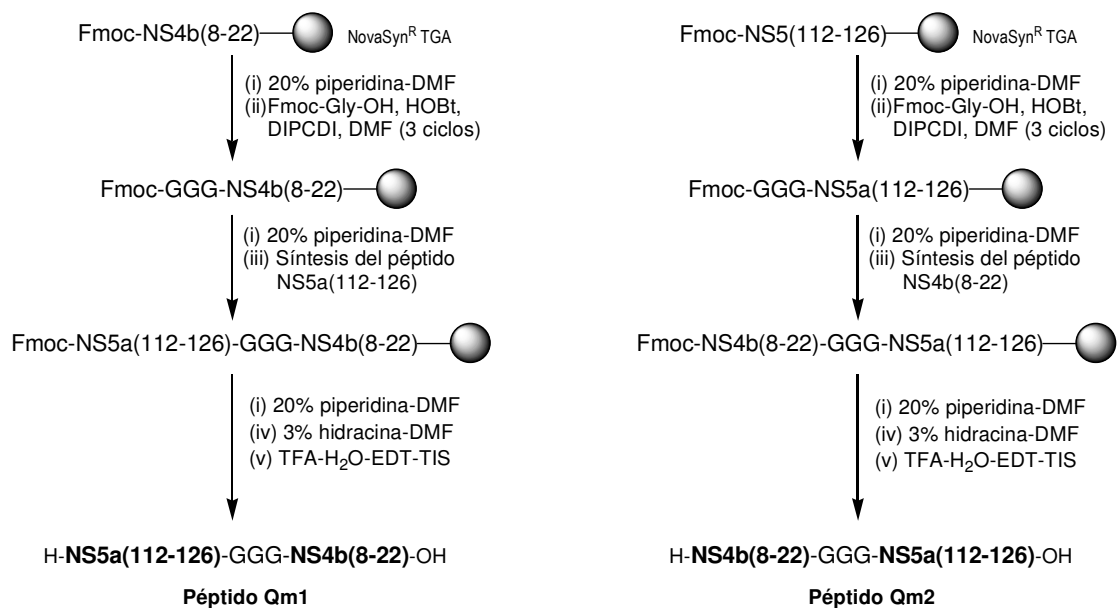 Fmoc-NS4b(8-22) NovaSynR TGA
(i) 20% piperidina-DMF
(ii)Fmoc-Gly-OH, HOBt,
DIPCDI, DMF (3 ciclos)
Fmoc-GGG-NS4b(8-22)
(i) 20% piperidina-DMF
(iii) Síntesis del péptido
NS5a(112-126)
Fmoc-NS5a(112-126)-GGG-NS4b(8-22)
(i) 20% piperidina-DMF
(iv) 3% hidracina-DMF
(v) TFA-H2O-EDT-TIS
H-NS5a(112-126)-GGG-NS4b(8-22)-OH
Péptido Qm1
Fmoc-NS5(112-126) NovaSynR TGA
(i) 20% piperidina-DMF
(ii)Fmoc-Gly-OH, HOBt,
DIPCDI, DMF (3 ciclos)
Fmoc-GGG-NS5a(112-126)
(i) 20% piperidina-DMF
(iii) Síntesis del péptido
NS4b(8-22)
Fmoc-NS4b(8-22)-GGG-NS5a(112-126)
(i) 20% piperidina-DMF
(iv) 3% hidracina-DMF
(v) TFA-H2O-EDT-TIS
H-NS4b(8-22)-GGG-NS5a(112-126)-OH
Péptido Qm2